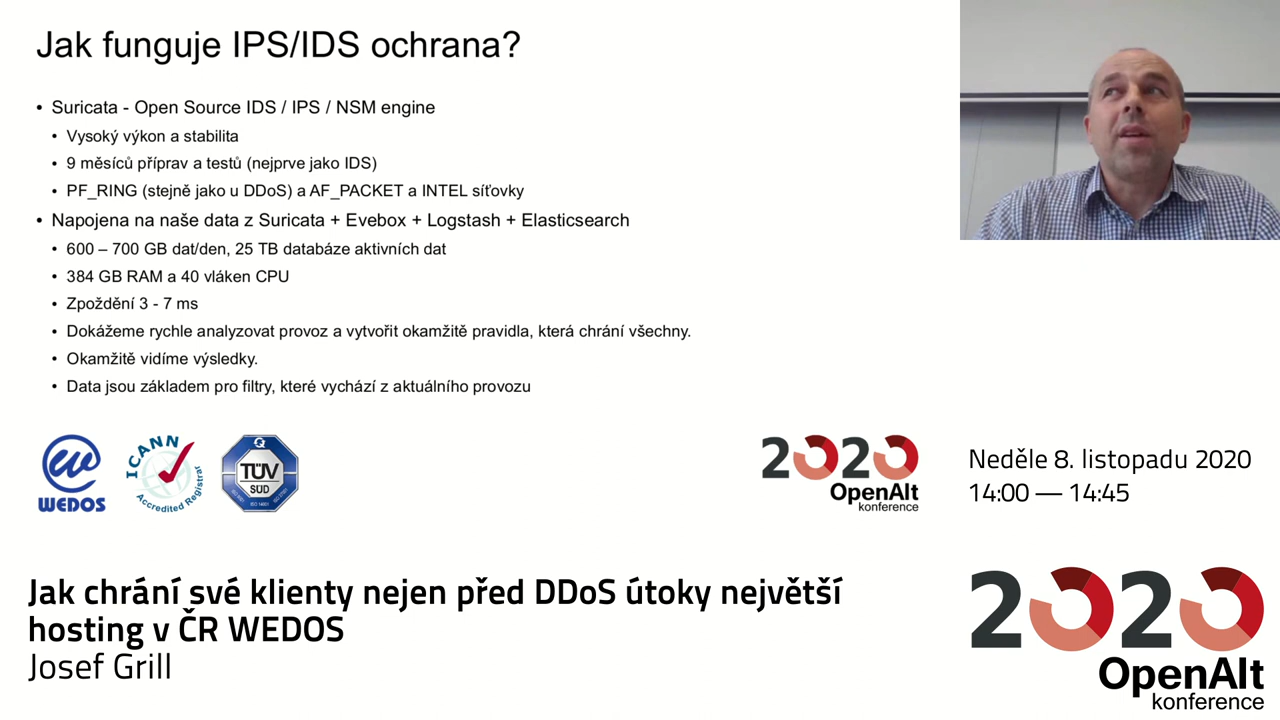 Jak funguje IPS/IDS ochrana?
• Suricata - Open Source IDS / IPS / NSM engine
• Vysoký výkon a stabilita
• 9 měsíců příprav a testů (nejprve jako IDS)
• PF_RING (stejně jako u DDoS) a AF_PACKET a INTEL síťovky
• Napojena na naše data z Suricata + Evebox + Logstash + Elasticsearch
• 600 – 700 GB dat/den, 25 TB databáze aktivních dat
• 384 GB RAM a 40 vláken CPU
• Zpoždění 3 - 7 ms
• Dokážeme rychle analyzovat provoz a vytvořit okamžitě pravidla, která chrání všechny.
• Okamžitě vidíme výsledky.
• Data jsou základem pro filtry, které vychází z aktuálního provozu
WEDOS
ICANN
Accredited Registrar
TÜV
SÜD
2020
OpenAlt
konference
Neděle 8. listopadu 2020
14:00 — 14:45
Jak chrání své klienty nejen před DDoS útoky největší
hosting v ČR WEDOS
Josef Grill
2020
OpenAlt
konference